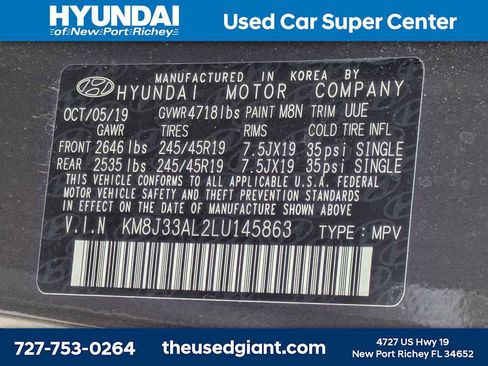 HYUNDAI
of New Port Richey
Used Car Super Center
MANUFACTURED IN KOREA BY
HYUNDAI MOTOR COMPANY
OCT/05/19 GVWR 4718lbs PAINT M8N TRIM UUE
GAWR TIRES RIMS COLD TIRE INFL
FRONT 2646 lbs 245/45R19 7.5JX19 35psi SINGLE
REAR 2535 lbs 245/45R19 7.5JX19 35psi SINGLE
THIS VEHICLE CONFORMS TO ALL APPLICABLE U.S.A. FEDERAL
MOTOR VEHICLE SAFETY AND THEFT PREVENTION STANDARDS
IN EFFECT ON THE DATE OF MANUFACTURE SHOWN ABOVE.
V.I.N KM8J33AL2LU145863 TYPE: MPV
727-753-0264
theusedgiant.com
4727 US Hwy 19
New Port Richey FL 34652